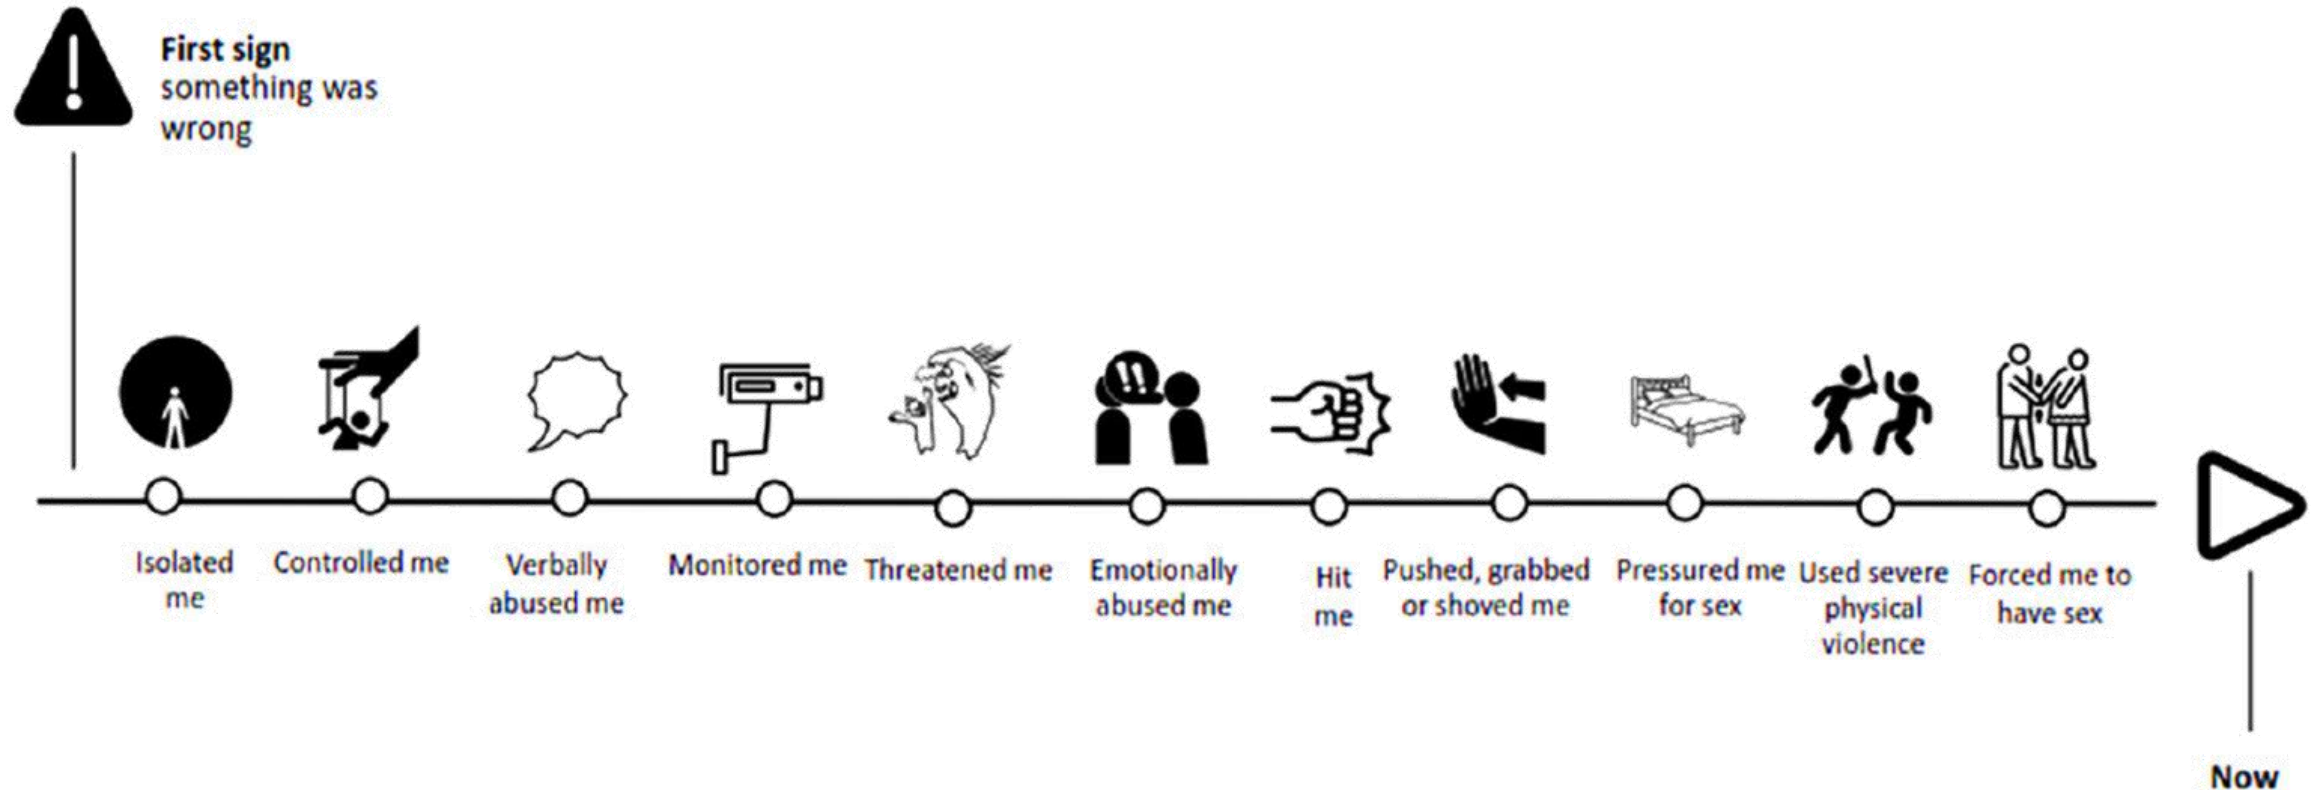 First sign
something was
wrong
Isolated
me
Controlled me
Verbally
abused me
Monitored me
Threatened me
Emotionally
abused me
Hit
me
Pushed, grabbed
or shoved me
Pressured me
for sex
Used severe
physical
violence
Forced me to
have sex
Now